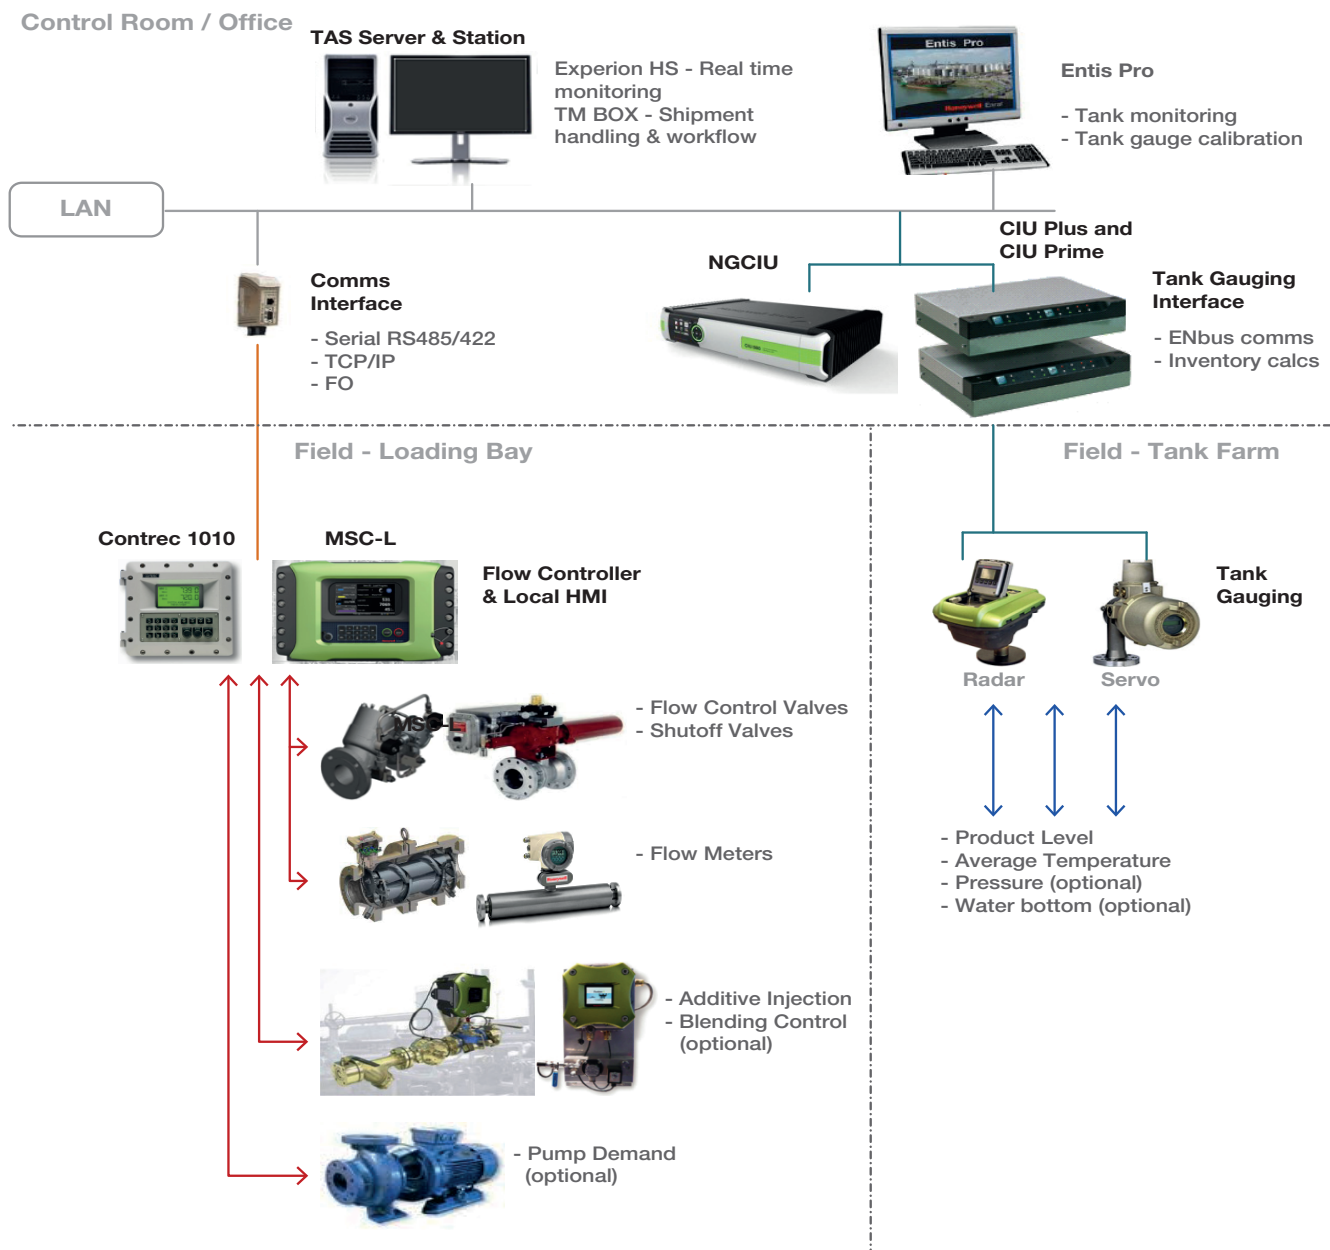 Control Room / Office
TAS Server & Station
Experion HS - Real time
monitoring
TM BOX - Shipment
handling & workflow
Entis Pro
Honeywell Enraf
Entis Pro
- Tank monitoring
- Tank gauge calibration
LAN
Comms
Interface
- Serial RS485/422
- TCP/IP
- FO
NGCIU
CIU Plus and
CIU Prime
Tank Gauging
Interface
- ENbus comms
- Inventory calcs
Field - Loading Bay
Field - Tank Farm
Contrec 1010
MSC-L
Flow Controller
& Local HMI
Tank
Gauging
Radar
Servo
MSC-L
- Flow Control Valves
- Shutoff Valves
- Flow Meters
- Product Level
- Average Temperature
- Pressure (optional)
- Water bottom (optional)
- Additive Injection
- Blending Control
(optional)
- Pump Demand
(optional)